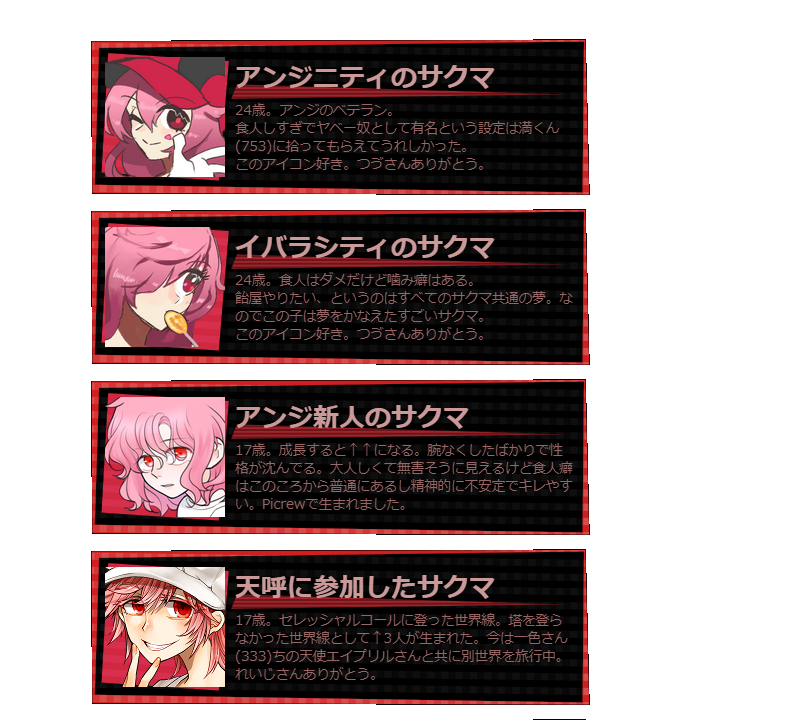 アンジニティのサクマ
24歳。アンジのベテラン。
食人しすぎでヤベー奴として有名という設定は満くん
(753)に拾ってもらえてうれしかった。
このアイコン好き。つづさんありがとう。
イバラシティのサクマ
24歳。食人はダメだけど噛み癖はある。
飴屋やりたい、というのはすべてのサクマ共通の夢。な
のでこの子は夢をかなえたすごいサクマ。
このアイコン好き。つづさんありがとう。
アンジ新人のサクマ
17歳。成長すると↑↑になる。腕なくしたばかりで性
格が沈んでる。大人しくて無害そうに見えるけど食人癖
はこのころから普通にあるし精神的に不安定でキレやす
い。Picrewで生まれました。
天呼に参加したサクマ
17歳。セレッシャルコールに登った世界線。塔を登ら
なかった世界線として↑3人が生まれた。今は一色さん
(333)ちの天使エイプリルさんと共に別世界を旅行中。
れいじさんありがとう。